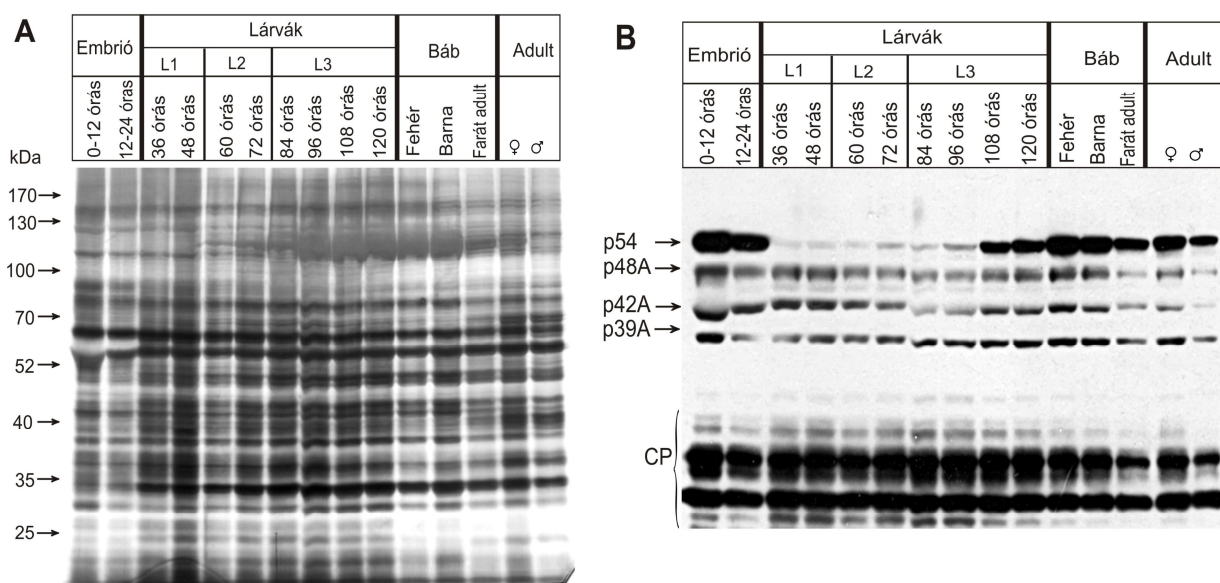 A
Embrió
Lárvák
Báb
Adult
L1
L2
L3
0-12 órás
12-24 óras
36 órás
48 órás
60 órás
72 órás
84 órás
96 órás
108 órás
120 órás
Fehér
Barna
Farát adult
♀
♂
kDa
170
130
100
70
52
40
35
25
B
Embrió
Lárvák
Báb
Adult
L1
L2
L3
0-12 órás
12-24 órás
36 órás
48 órás
60 órás
72 órás
84 órás
96 órás
108 órás
120 órás
Fehér
Barna
Farát adult
♀
♂
p54
p48A
p42A
p39A
CP